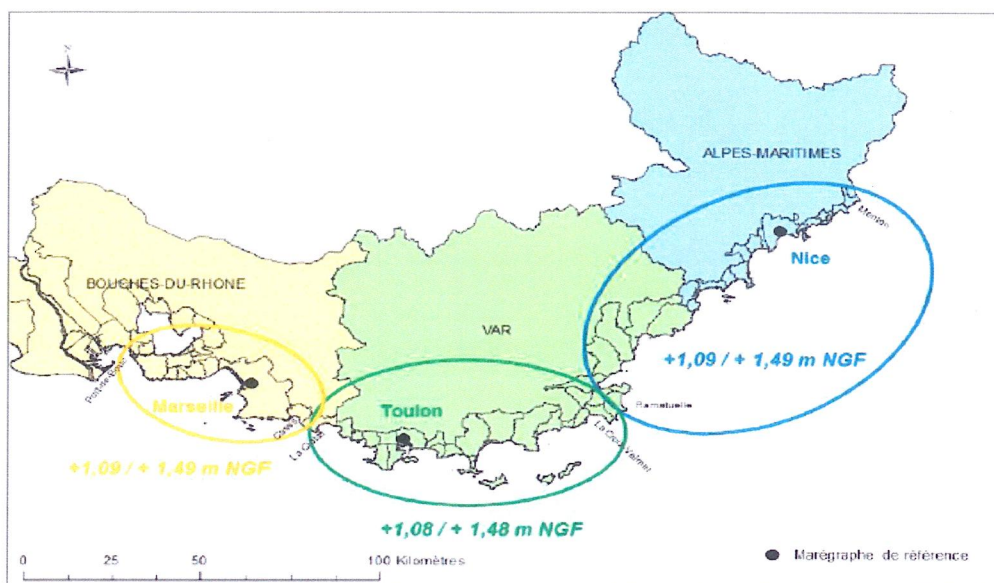 N
ALPES-MARITIMES
Menton
Nice
BOUCHES-DU-RHONE
VAR
+1,09 / + 1,49 m NGF
Marseille
Toulon
Ramatuelle
Cassis
La Ciotat
La Croix-Valmer
+1,09 / + 1,49 m NGF
+1,08 / + 1,48 m NGF
0 25 50 100 Kilomètres
Marégraphe de référence